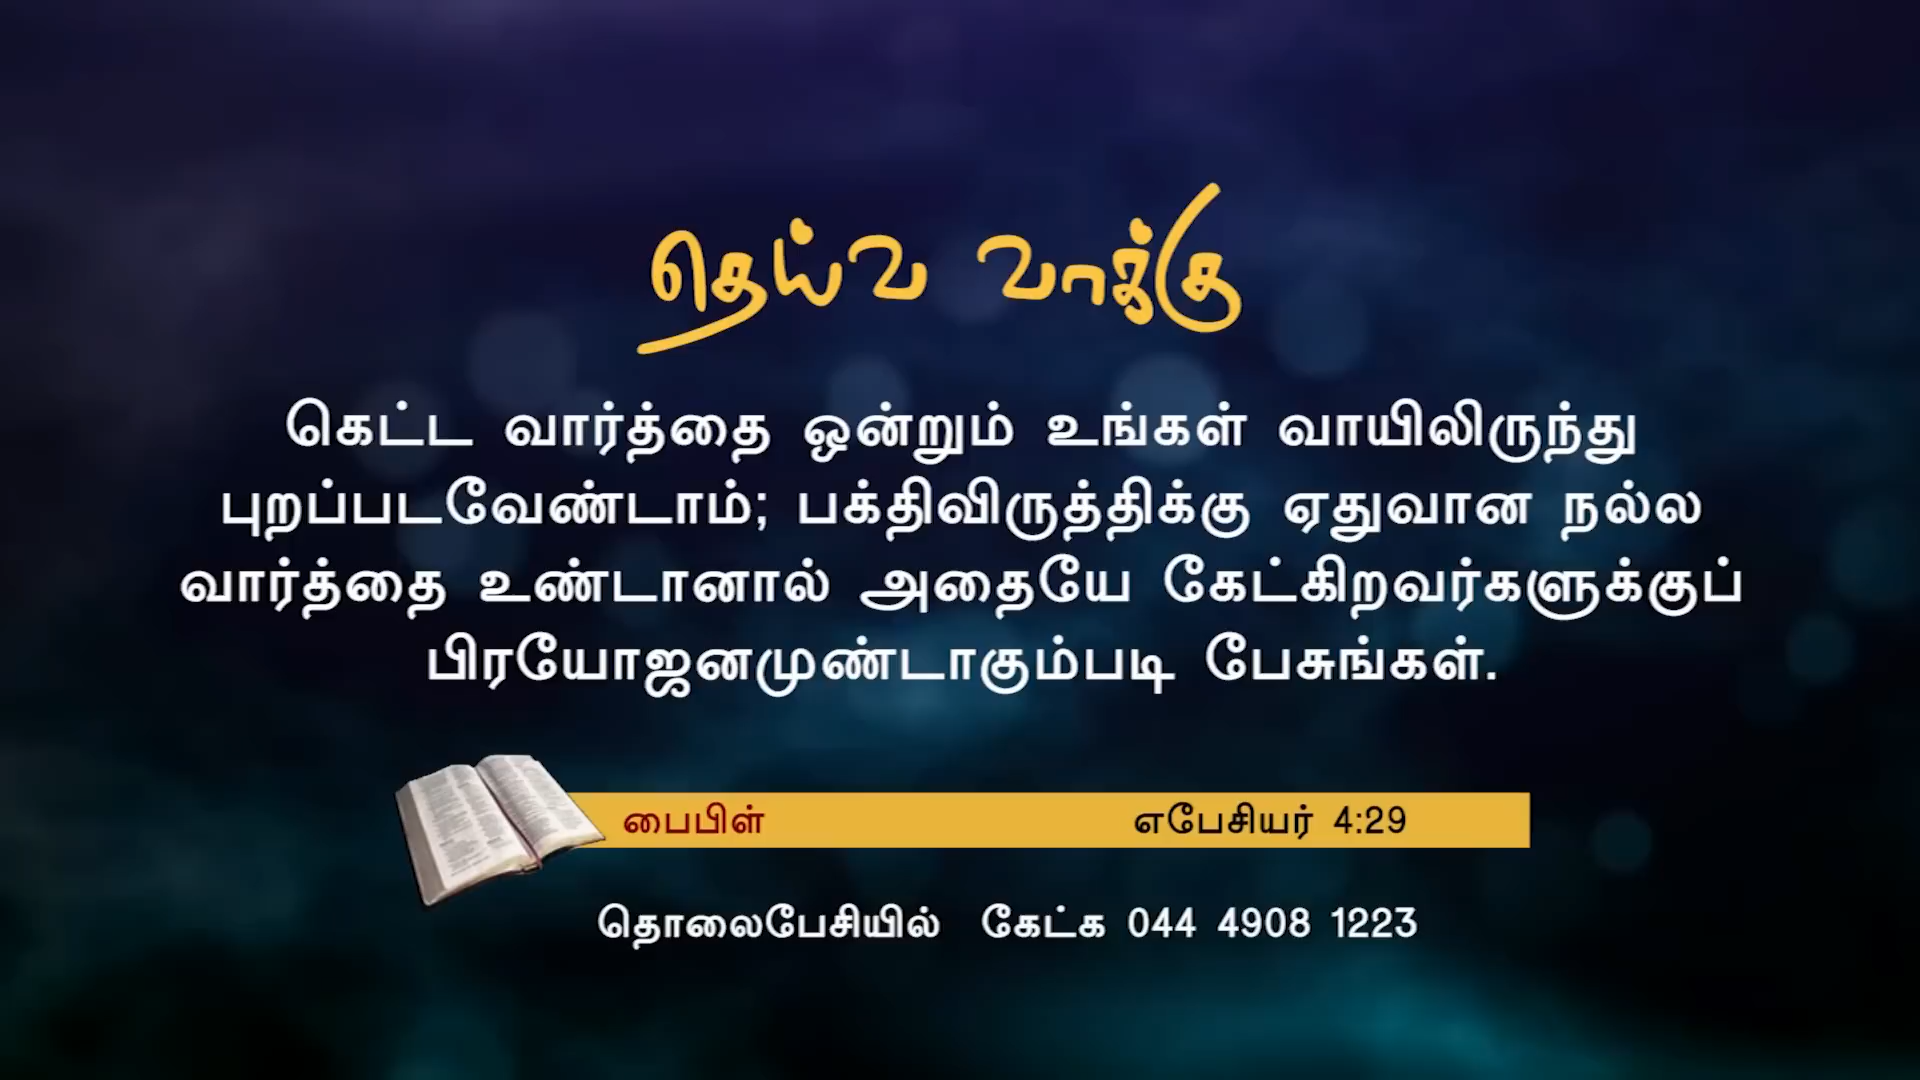 தெய்வ வாக்கு
கெட்ட வார்த்தை ஒன்றும் உங்கள் வாயிலிருந்து
புறப்படவேண்டாம்; பக்திவிருத்திக்கு ஏதுவான நல்ல
வார்த்தை உண்டானால் அதையே கேட்கிறவர்களுக்குப்
பிரயோஜனமுண்டாகும்படி பேசுங்கள்.
பைபிள் எபேசியர் 4:29
தொலைபேசியில் கேட்க 044 4908 1223